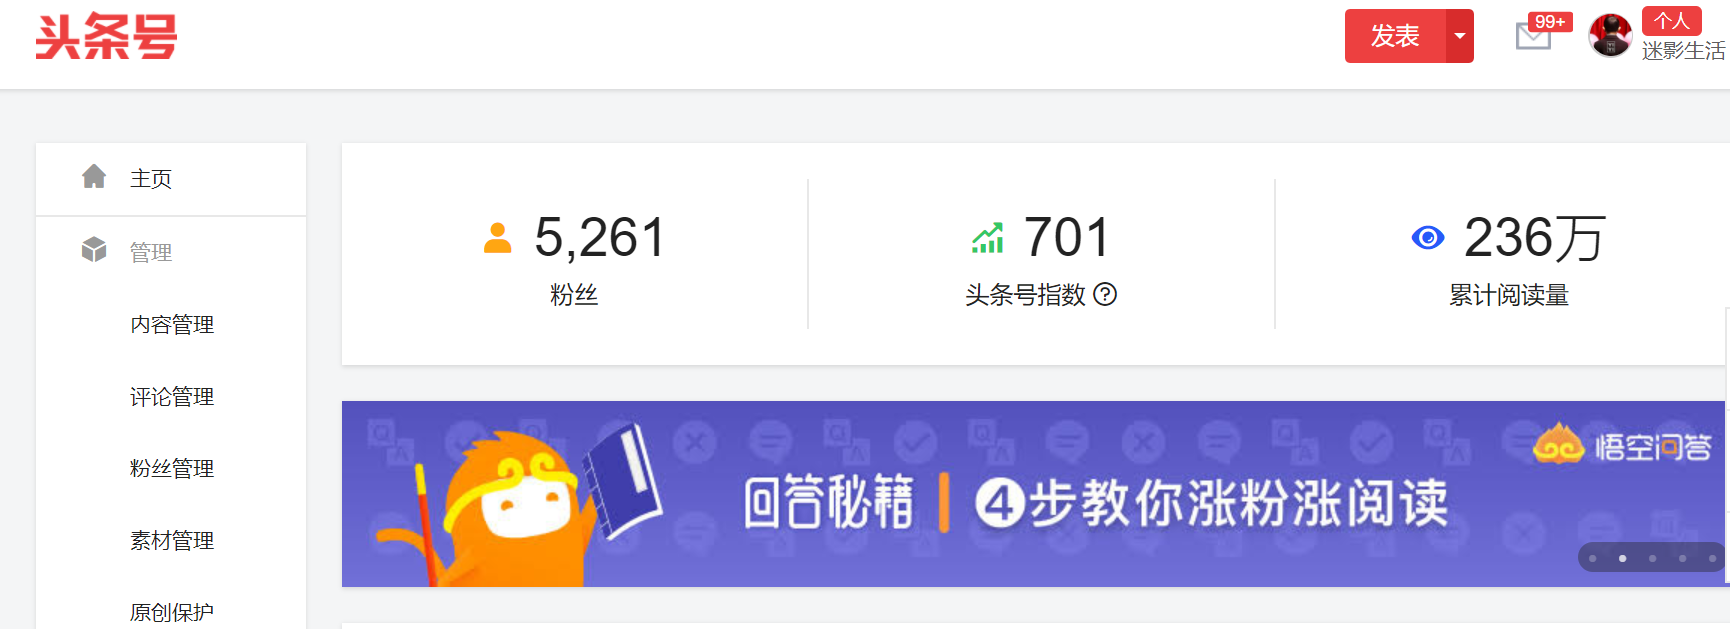 头条号
发表
99+
个人
迷影生活
主页
管理
内容管理
评论管理
粉丝管理
素材管理
原创保护
5,261
粉丝
701
头条号指数 ?
236万
累计阅读量
悟空问答
回答秘籍 4步教你涨粉涨阅读